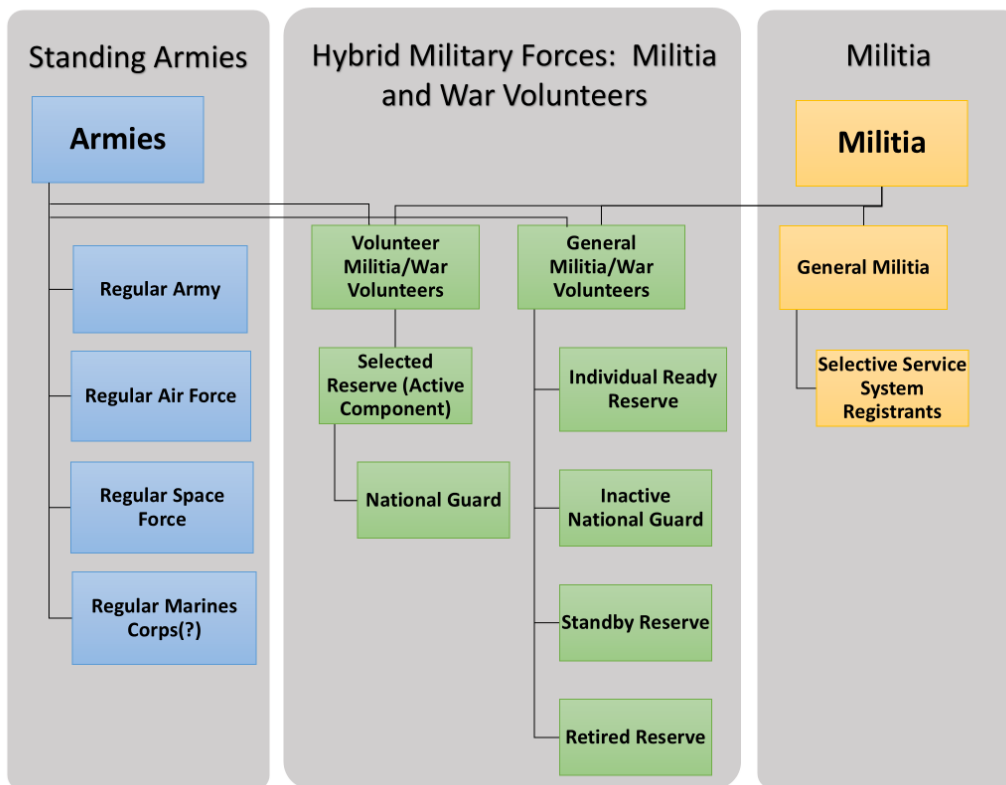 Standing Armies
Armies
Regular Army
Regular Air Force
Regular Space
Force
Regular Marines
Corps(?)
Hybrid Military Forces:  Militia
and War Volunteers
Volunteer
Militia/War
Volunteers
Selected
Reserve (Active
Component)
National Guard
General
Militia/War
Volunteers
Individual Ready
Reserve
Inactive
National Guard
Standby Reserve
Retired Reserve
Militia
Militia
General Militia
Selective Service
System
Registrants